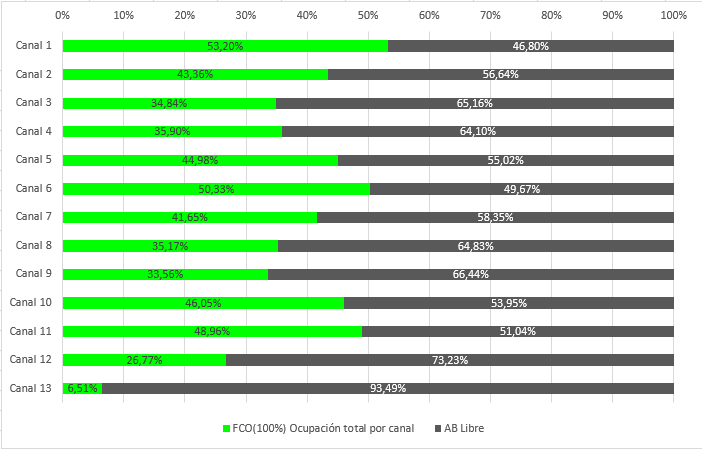 0% 10% 20% 30% 40% 50% 60% 70% 80% 90% 100%
Canal 1 53,20% 46,80%
Canal 2 43,36% 56,64%
Canal 3 34,84% 65,16%
Canal 4 35,90% 64,10%
Canal 5 44,98% 55,02%
Canal 6 50,33% 49,67%
Canal 7 41,65% 58,35%
Canal 8 35,17% 64,83%
Canal 9 33,56% 66,44%
Canal 10 46,05% 53,95%
Canal 11 48,96% 51,04%
Canal 12 26,77% 73,23%
Canal 13 6,51% 93,49%
FCO(100%) Ocupación total por canal AB Libre